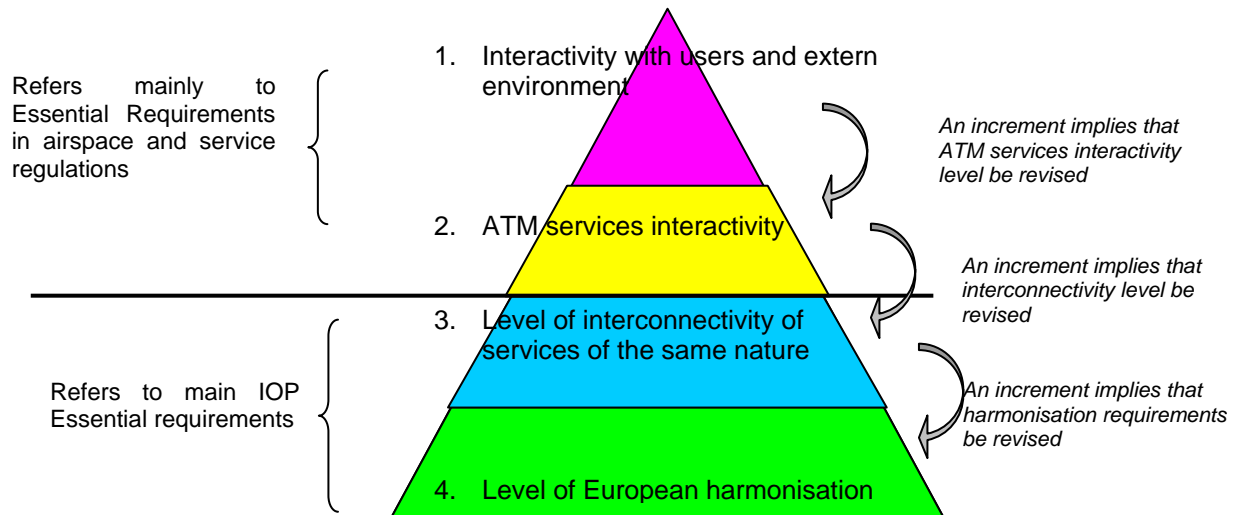 1. Interactivity with users and extern
environment
Refers mainly to
Essential Requirements
in airspace and service
regulations
An increment implies that
ATM services interactivity
level be revised
2. ATM services interactivity
An increment implies that
interconnectivity level be
revised
3. Level of interconnectivity of
services of the same nature
Refers to main IOP
Essential requirements
An increment implies that
harmonisation requirements
be revised
4. Level of European harmonisation